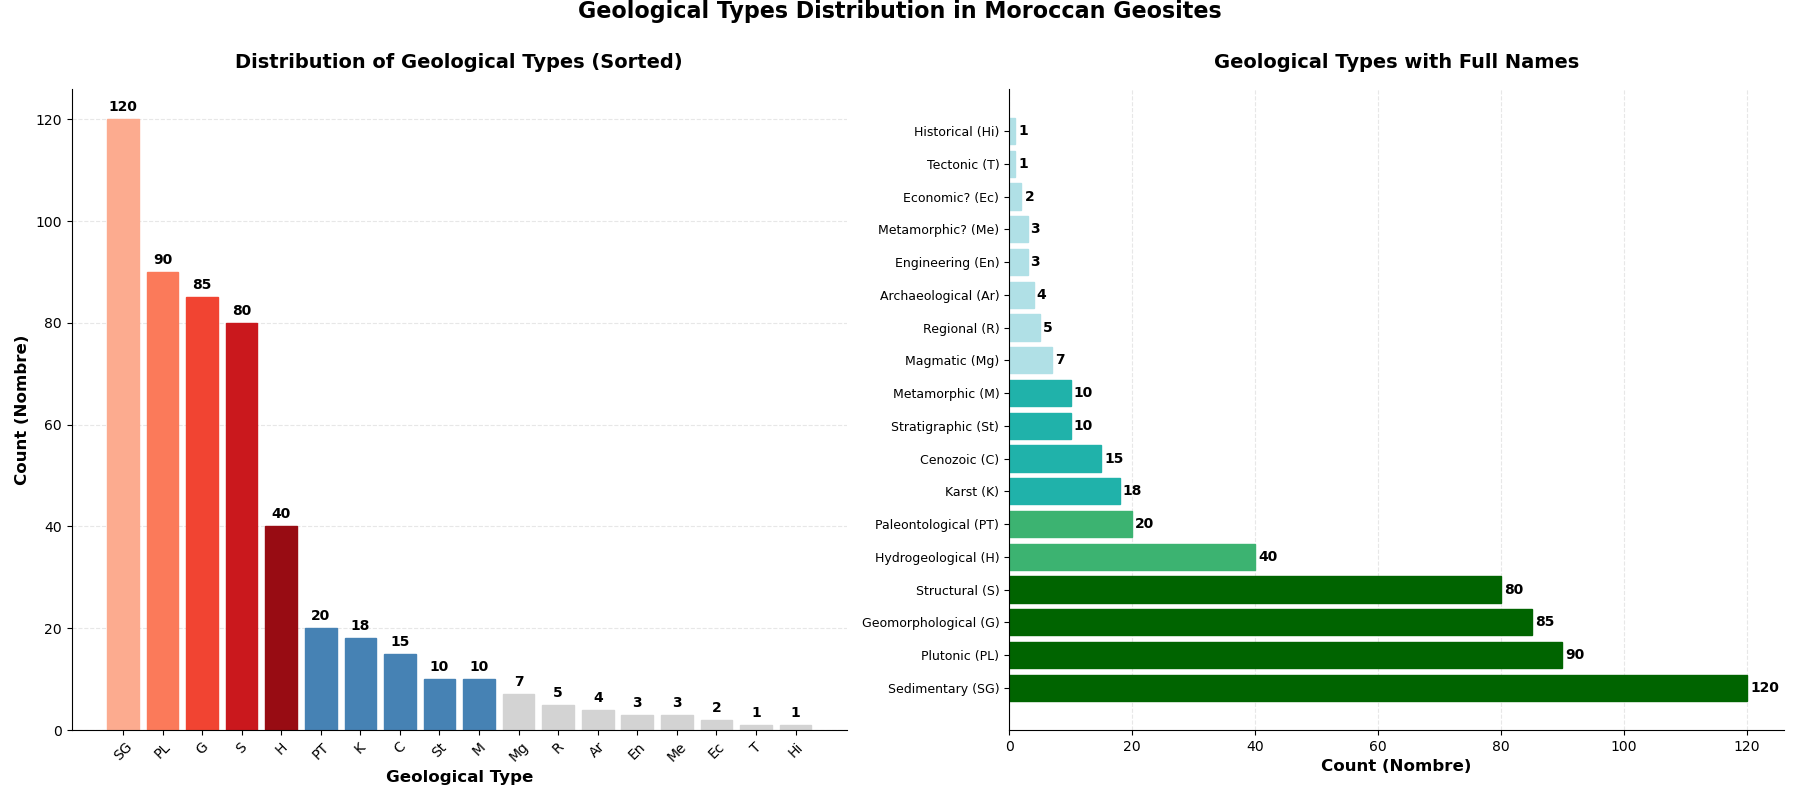 Geological Types Distribution in Moroccan Geosites
Distribution of Geological Types (Sorted)
Count (Nombre)
120
100
80
60
40
20
0
120
90
85
80
40
20
18
15
10
10
7
5
4
3
3
2
1
1
SG
PL
G
S
H
PT
K
C
St
M
Mg
R
Ar
En
Me
Ec
T
Hi
Geological Type
Geological Types with Full Names
Historical (Hi) 1
Tectonic (T) 1
Economic? (Ec) 2
Metamorphic? (Me) 3
Engineering (En) 3
Archaeological (Ar) 4
Regional (R) 5
Magmatic (Mg) 7
Metamorphic (M) 10
Stratigraphic (St) 10
Cenozoic (C) 15
Karst (K) 18
Paleontological (PT) 20
Hydrogeological (H) 40
Structural (S) 80
Geomorphological (G) 85
Plutonic (PL) 90
Sedimentary (SG) 120
0 20 40 60 80 100 120
Count (Nombre)